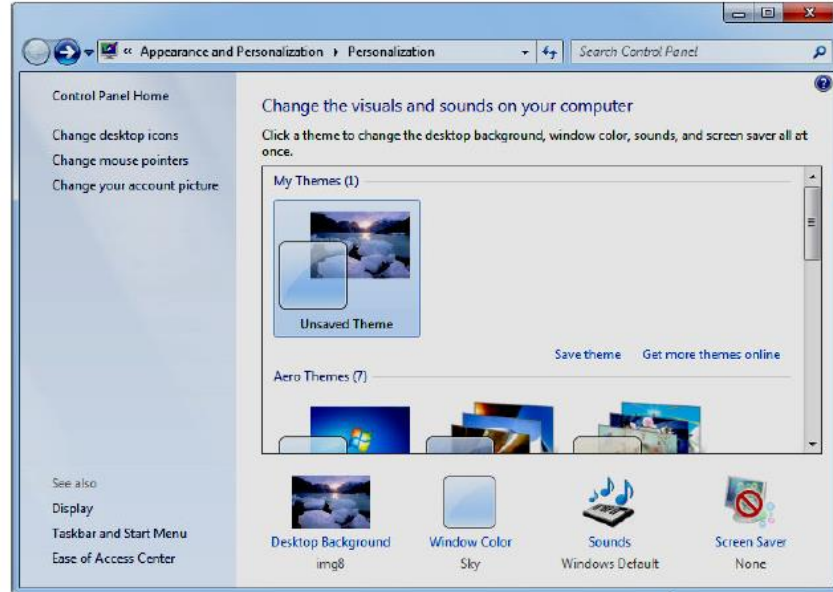 « Appearance and Personalization ▸ Personalization
Search Control Panel
Control Panel Home
Change desktop icons
Change mouse pointers
Change your account picture
Change the visuals and sounds on your computer
Click a theme to change the desktop background, window color, sounds, and screen saver all at
once.
My Themes (1)
Unsaved Theme
Save theme Get more themes online
Aero Themes (7)
See also
Display
Taskbar and Start Menu
Ease of Access Center
Desktop Background
img8
Window Color
Sky
Sounds
Windows Default
Screen Saver
None